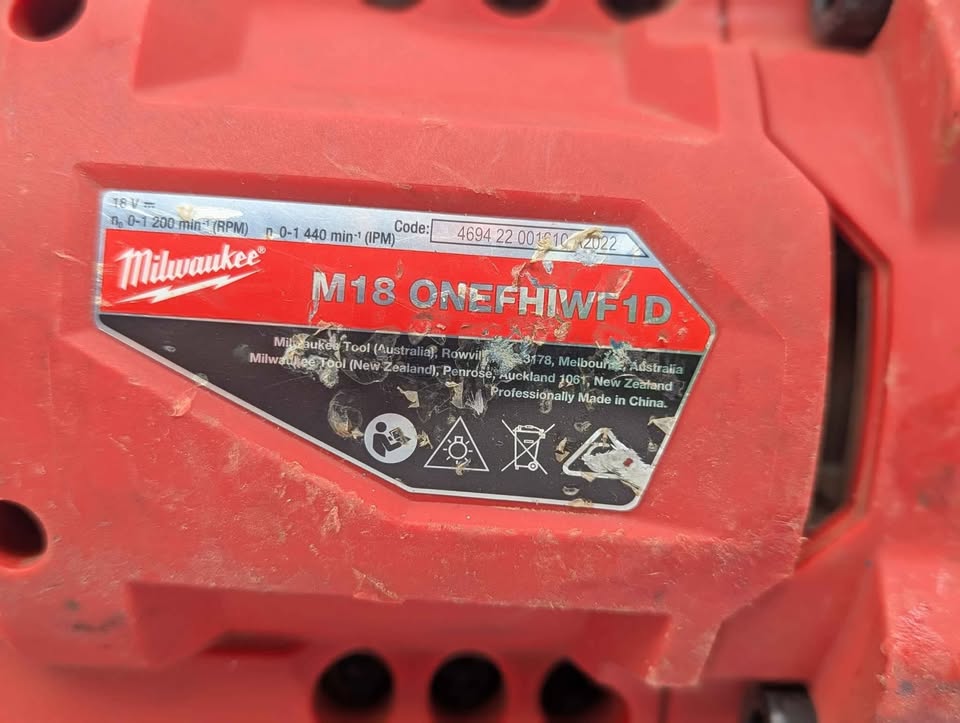 18 V ⎓
n₀ 0-1 200 min⁻¹ (RPM) n 0-1 440 min⁻¹ (IPM) Code: 4694 22 2022
Milwaukee®
M18 ONEFHIWF1D
Milwaukee Tool (Australia), 3178, Melbourne, Australia
Milwaukee Tool (New Zealand), Penrose, Auckland 1061, New Zealand
Professionally Made in China.